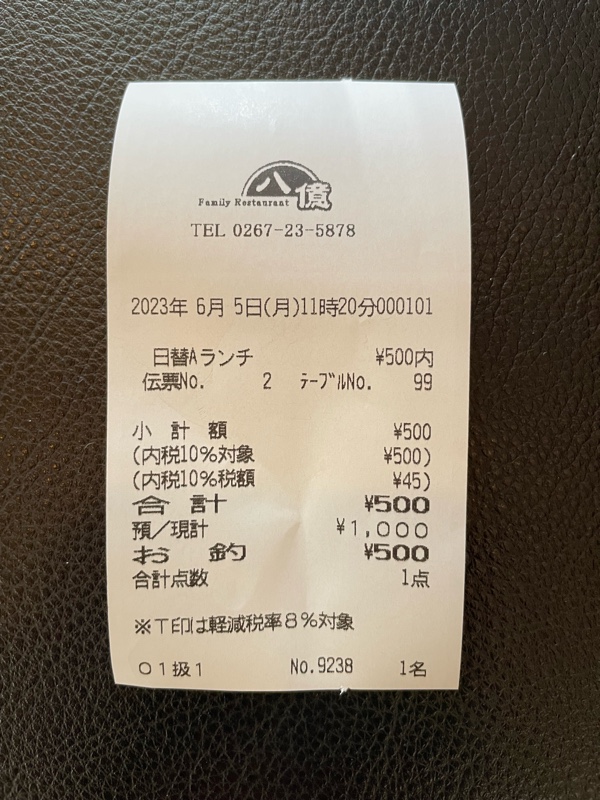 八億
Family Restaurant
TEL 0267-23-5878
2023年 6月 5日(月)11時20分000101
日替Aランチ ¥500内
伝票No. 2 テーブルNo. 99
小 計 額 ¥500
(内税10%対象 ¥500)
(内税10%税額 ¥45)
合 計 ¥500
預/現計 ¥1,000
お 釣 ¥500
合計点数 1点
※T印は軽減税率8%対象
01扱1 No.9238 1名